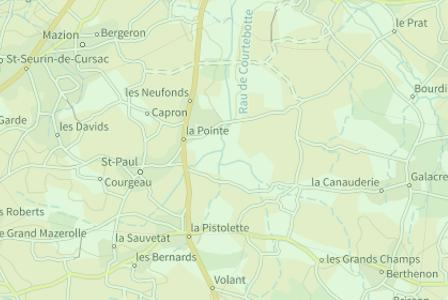 le Prat
Bergeron
Mazion
St-Seurin-de-Cursac
Rau de Courtebotte
les Neufonds
Bourdi
Capron
Garde
les Davids
la Pointe
St-Paul
Galacre
Courgeau
la Canauderie
s Roberts
la Pistolette
e Grand Mazerolle
la Sauvetat
les Bernards
les Grands Champs
Berthenon
Volant